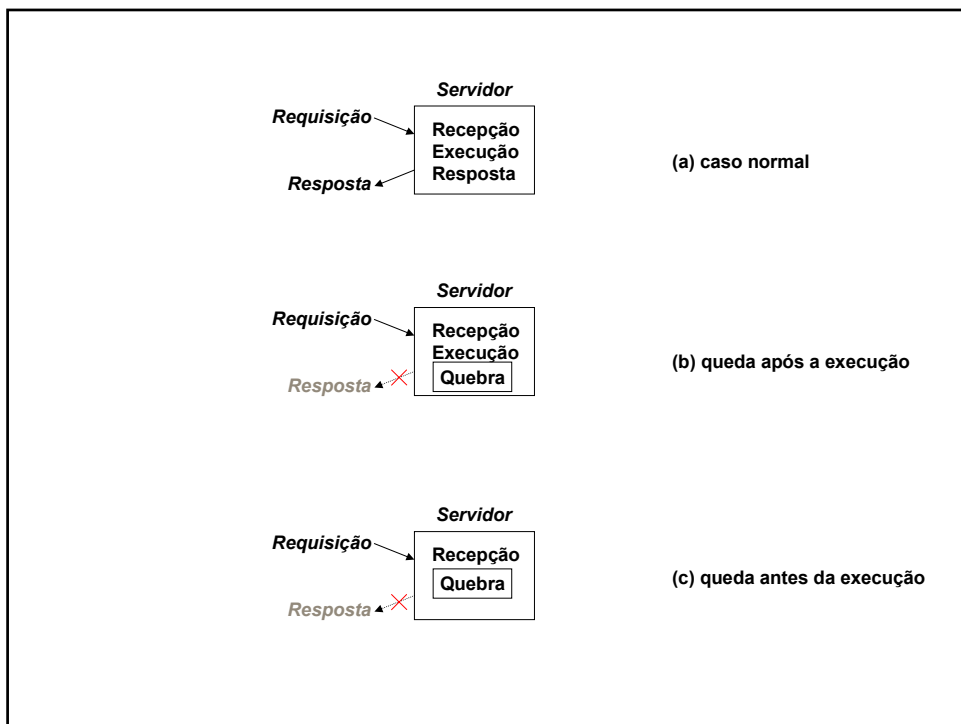 Servidor
Requisição
Recepção
Execução
Resposta
Resposta
(a) caso normal
Servidor
Requisição
Recepção
Execução
Quebra
Resposta
(b) queda após a execução
Servidor
Requisição
Recepção
Quebra
Resposta
(c) queda antes da execução